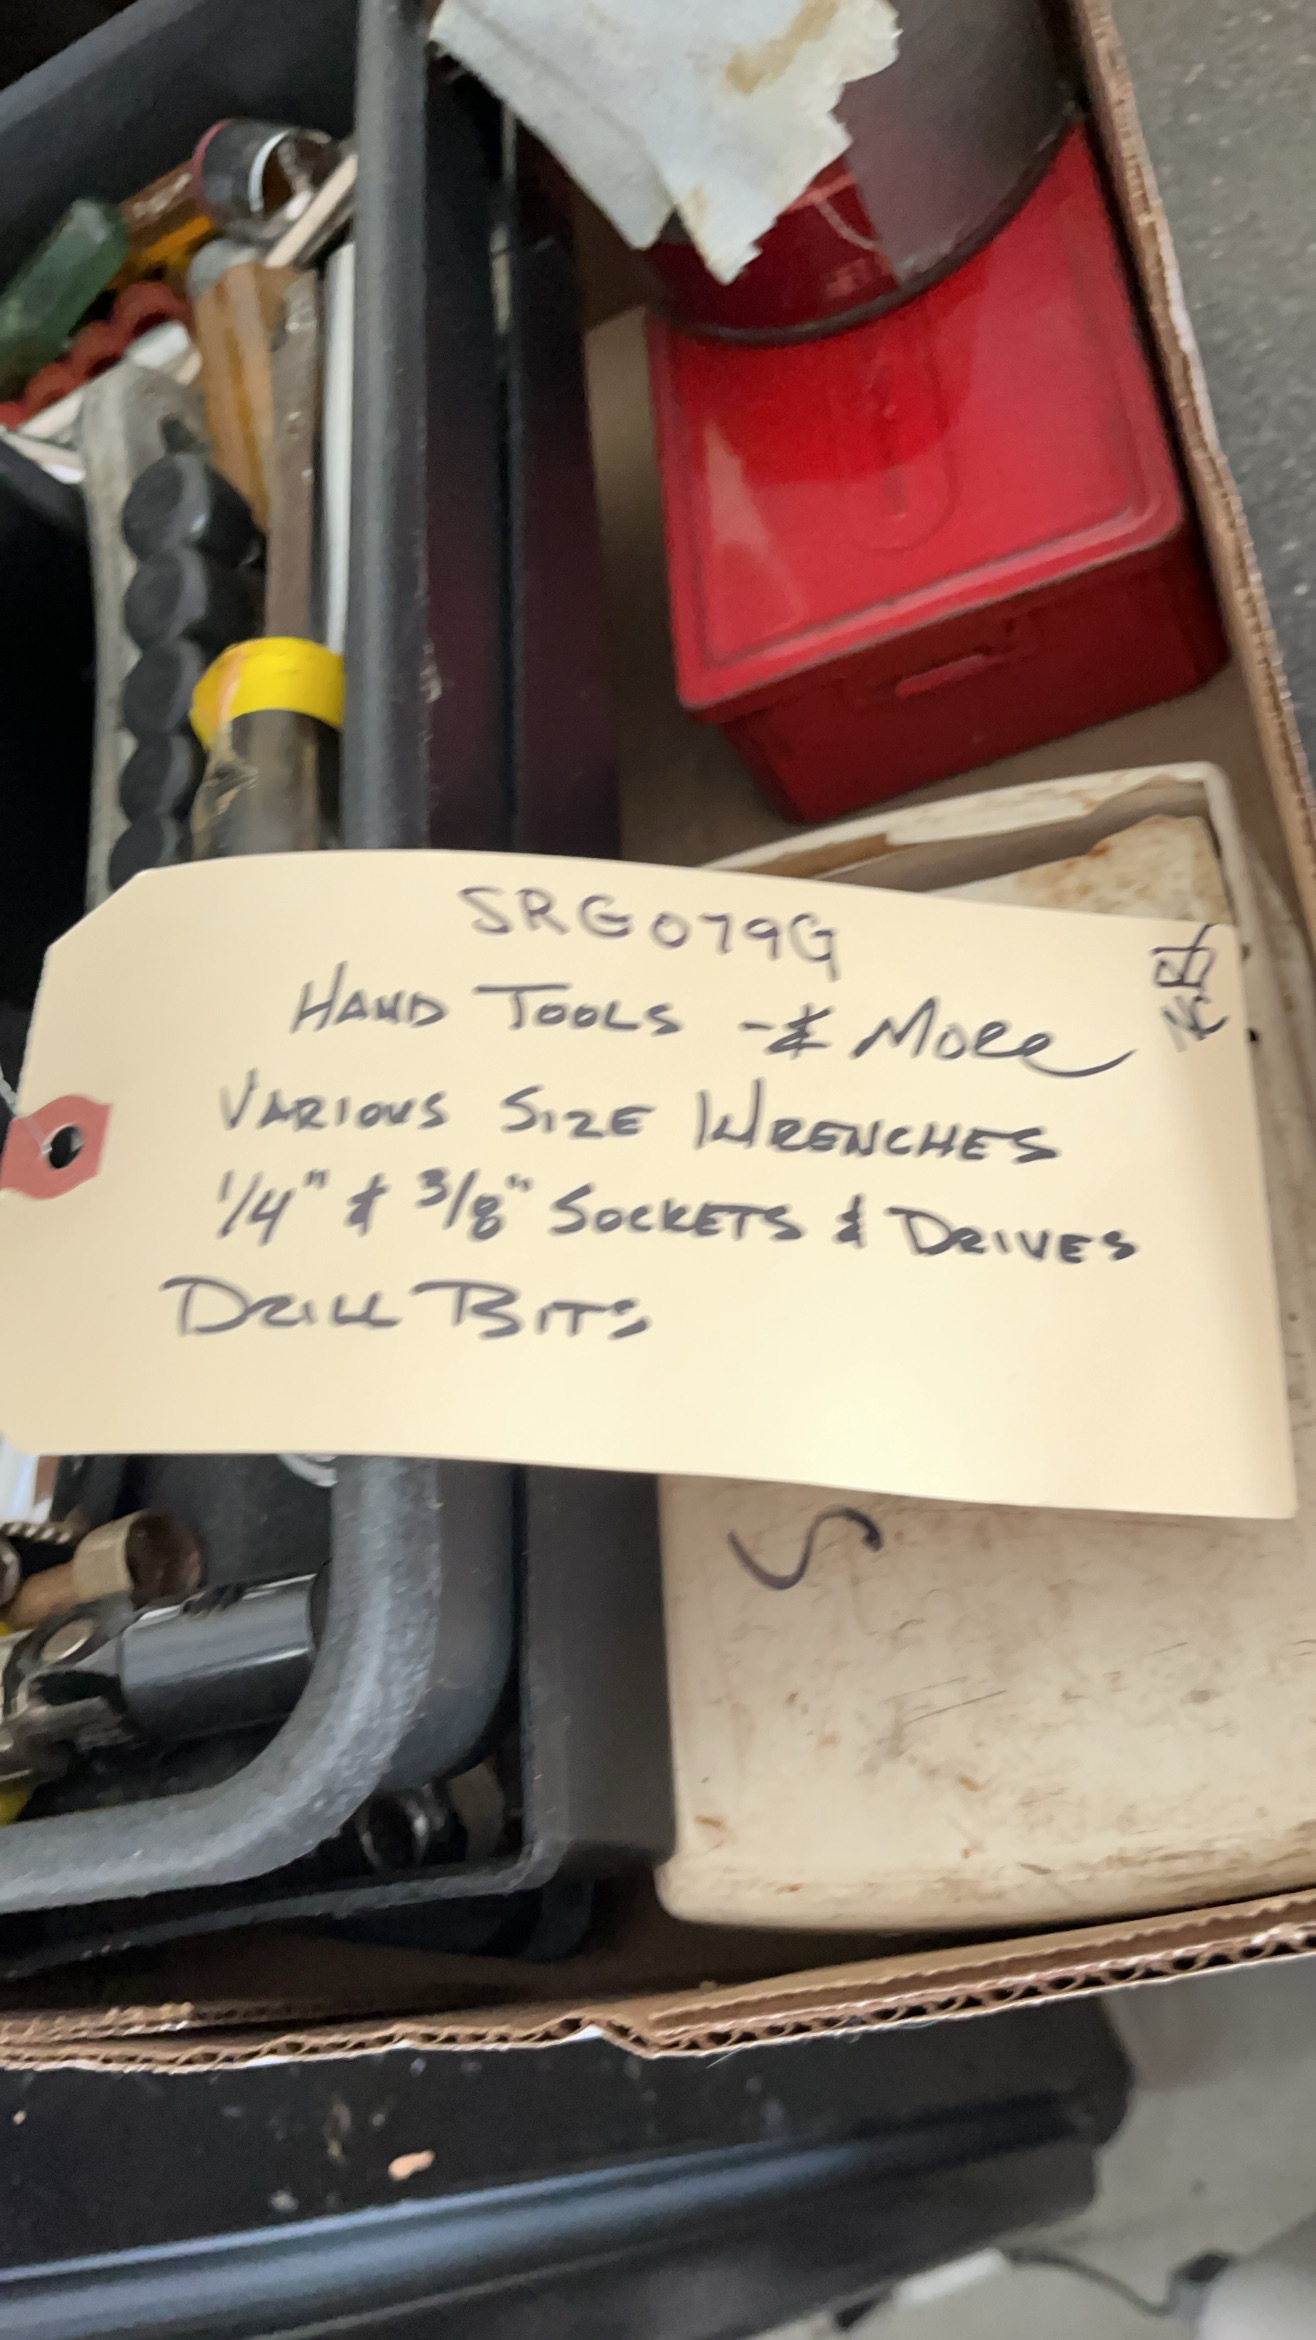 SRG079G
HAND TOOLS - & MORE
VARIOUS SIZE WRENCHES
1/4" & 3/8" SOCKETS & DRIVES
DRILL BITS